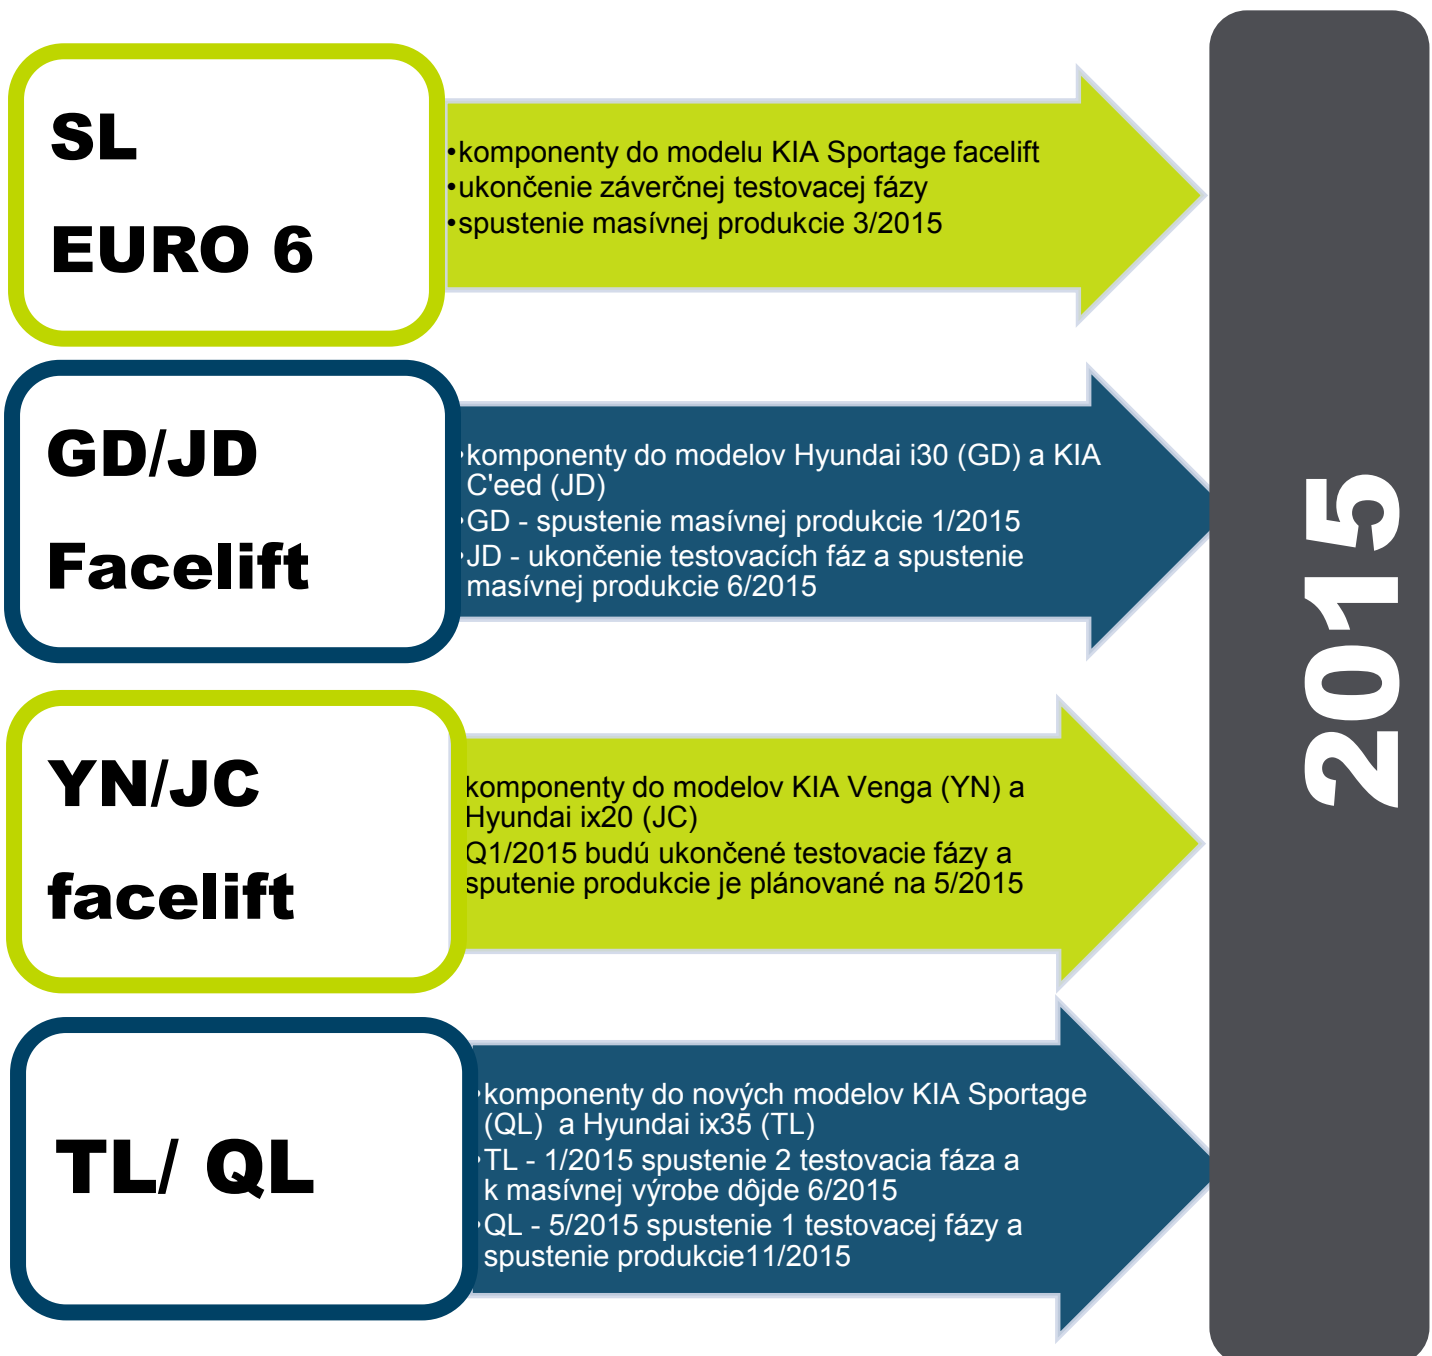 SL
EURO 6
•komponenty do modelu KIA Sportage facelift
•ukončenie záverčnej testovacej fázy
•spustenie masívnej produkcie 3/2015
GD/JD
Facelift
•komponenty do modelov Hyundai i30 (GD) a KIA
C'eed (JD)
•GD - spustenie masívnej produkcie 1/2015
•JD - ukončenie testovacích fáz a spustenie
masívnej produkcie 6/2015
YN/JC
facelift
komponenty do modelov KIA Venga (YN) a
Hyundai ix20 (JC)
Q1/2015 budú ukončené testovacie fázy a
sputenie produkcie je plánované na 5/2015
TL/ QL
•komponenty do nových modelov KIA Sportage
(QL)  a Hyundai ix35 (TL)
•TL - 1/2015 spustenie 2 testovacia fáza a
k masívnej výrobe dôjde 6/2015
•QL - 5/2015 spustenie 1 testovacej fázy a
spustenie produkcie11/2015
2015